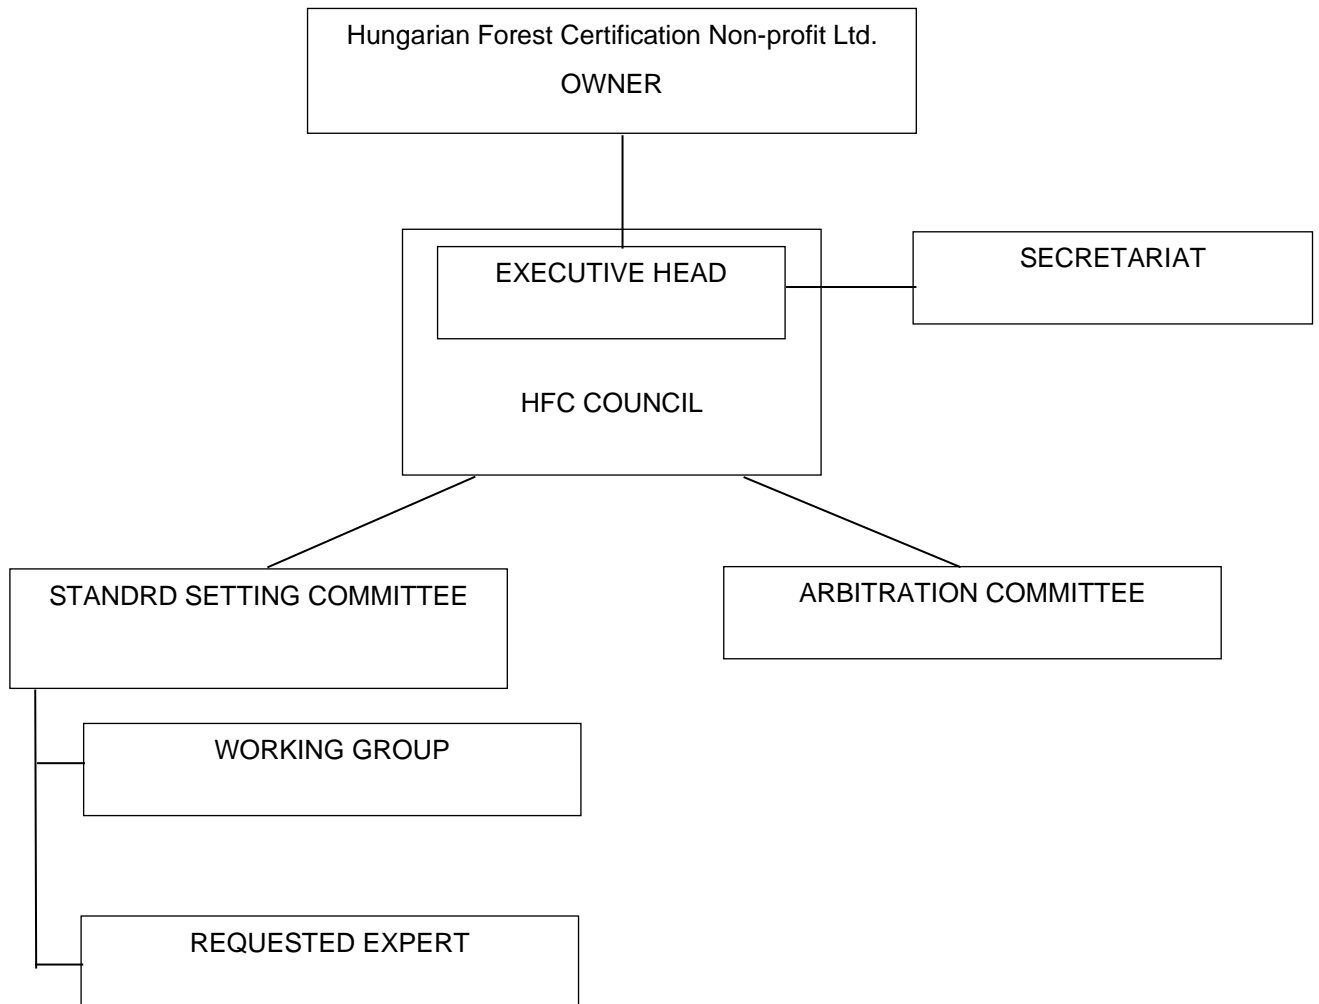 Hungarian Forest Certification Non-profit Ltd.
OWNER
EXECUTIVE HEAD
SECRETARIAT
HFC COUNCIL
STANDRD SETTING COMMITTEE
ARBITRATION COMMITTEE
WORKING GROUP
REQUESTED EXPERT